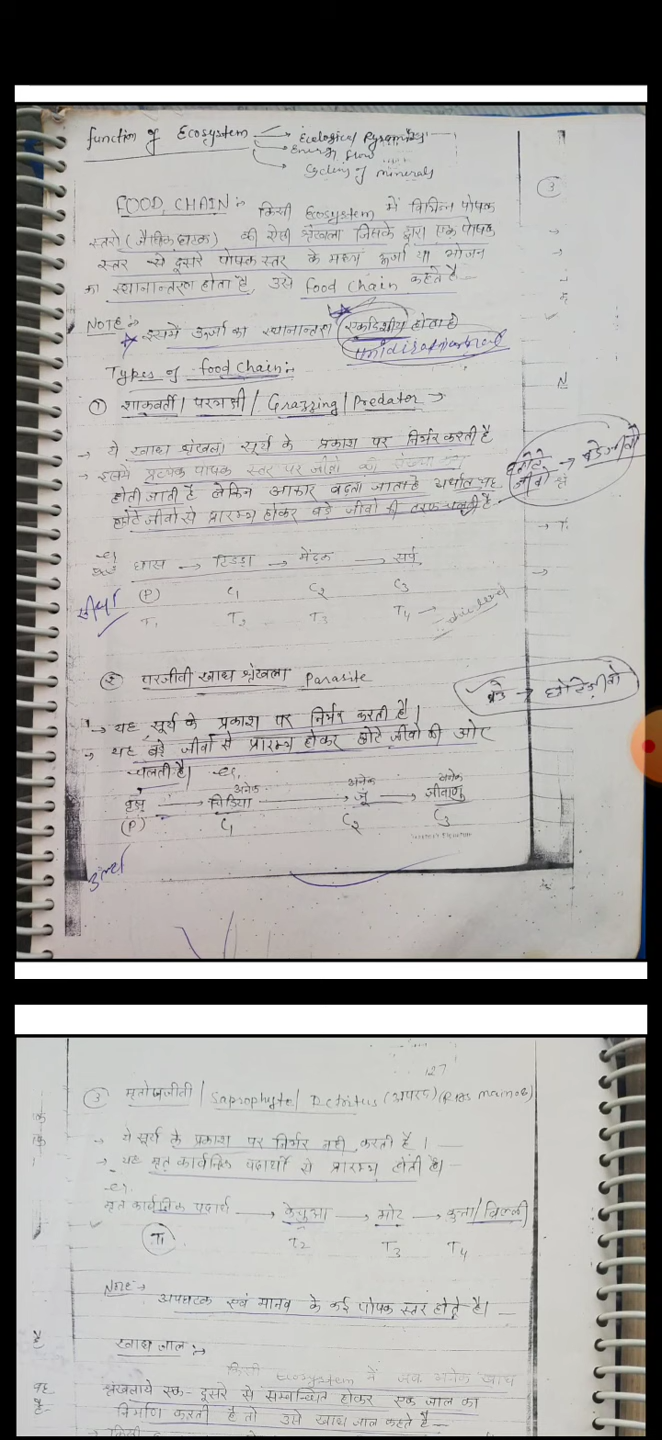 function of Ecosystem → Ecological Pyramids
→ Energy flow
→ Cycling of minerals
③
FOOD CHAIN :- किसी Ecosystem में विभिन्न पोषक
स्तरों (जैविक घटक) की ऐसी श्रृंखला जिसके द्वारा एक पोषक
स्तर से दूसरे पोषक स्तर के मध्य ऊर्जा या भोजन
का स्थानान्तरण होता है, उसे food Chain कहते है
NOTE :- इसमें ऊर्जा का स्थानान्तरण एकदिशीय होता है
unidirectional
Types of food Chain :-
① शाकवर्ती / परभक्षी / Grazzing / Predator →
→ ये खाद्य श्रृंखला सूर्य के प्रकाश पर निर्भर करती है
→ इसमें प्रत्येक पोषक स्तर पर जीवों की संख्या
होती जाती है लेकिन आकार बढ़ता जाता है अर्थात यह
छोटे जीवों से प्रारम्भ होकर बड़े जीवों की तरफ चलती है
छोटे जीवों → बड़े जीवों
eg घास → टिड्डा → मेंढक → सर्प
(P) C1 C2 C3
T1 T2 T3 T4 →
सीधा
② परजीवी खाद्य श्रृंखला Parasite
बड़े → छोटे जीवों
→ यह सूर्य के प्रकाश पर निर्भर करती है।
→ यह बड़े जीवों से प्रारम्भ होकर छोटे जीवों की ओर
चलती है। eg.
अनेक अनेक अनेक
वृक्ष → चिड़िया → जूं → जीवाणु
(P) C1 C2 C3
उल्टा
127
③ मृतोपजीवी / Saprophyte / Detritus (अपरद)
→ ये सूर्य के प्रकाश पर निर्भर नही करती है।
→ यह मृत कार्बनिक पदार्थो से प्रारम्भ होती है।
eg.
मृत कार्बनिक पदार्थ → केंचुआ → मोर → कुत्ता / बिल्ली
T1 T2 T3 T4
Note →
अपघटक एवं मानव के कई पोषक स्तर होते है।
खाद्य जाल :→
किसी Ecosystem में जब अनेक खाद्य
श्रृंखलाये एक-दूसरे से सम्बन्धित होकर एक जाल का
निर्माण करती है तो उसे खाद्य जाल कहते है